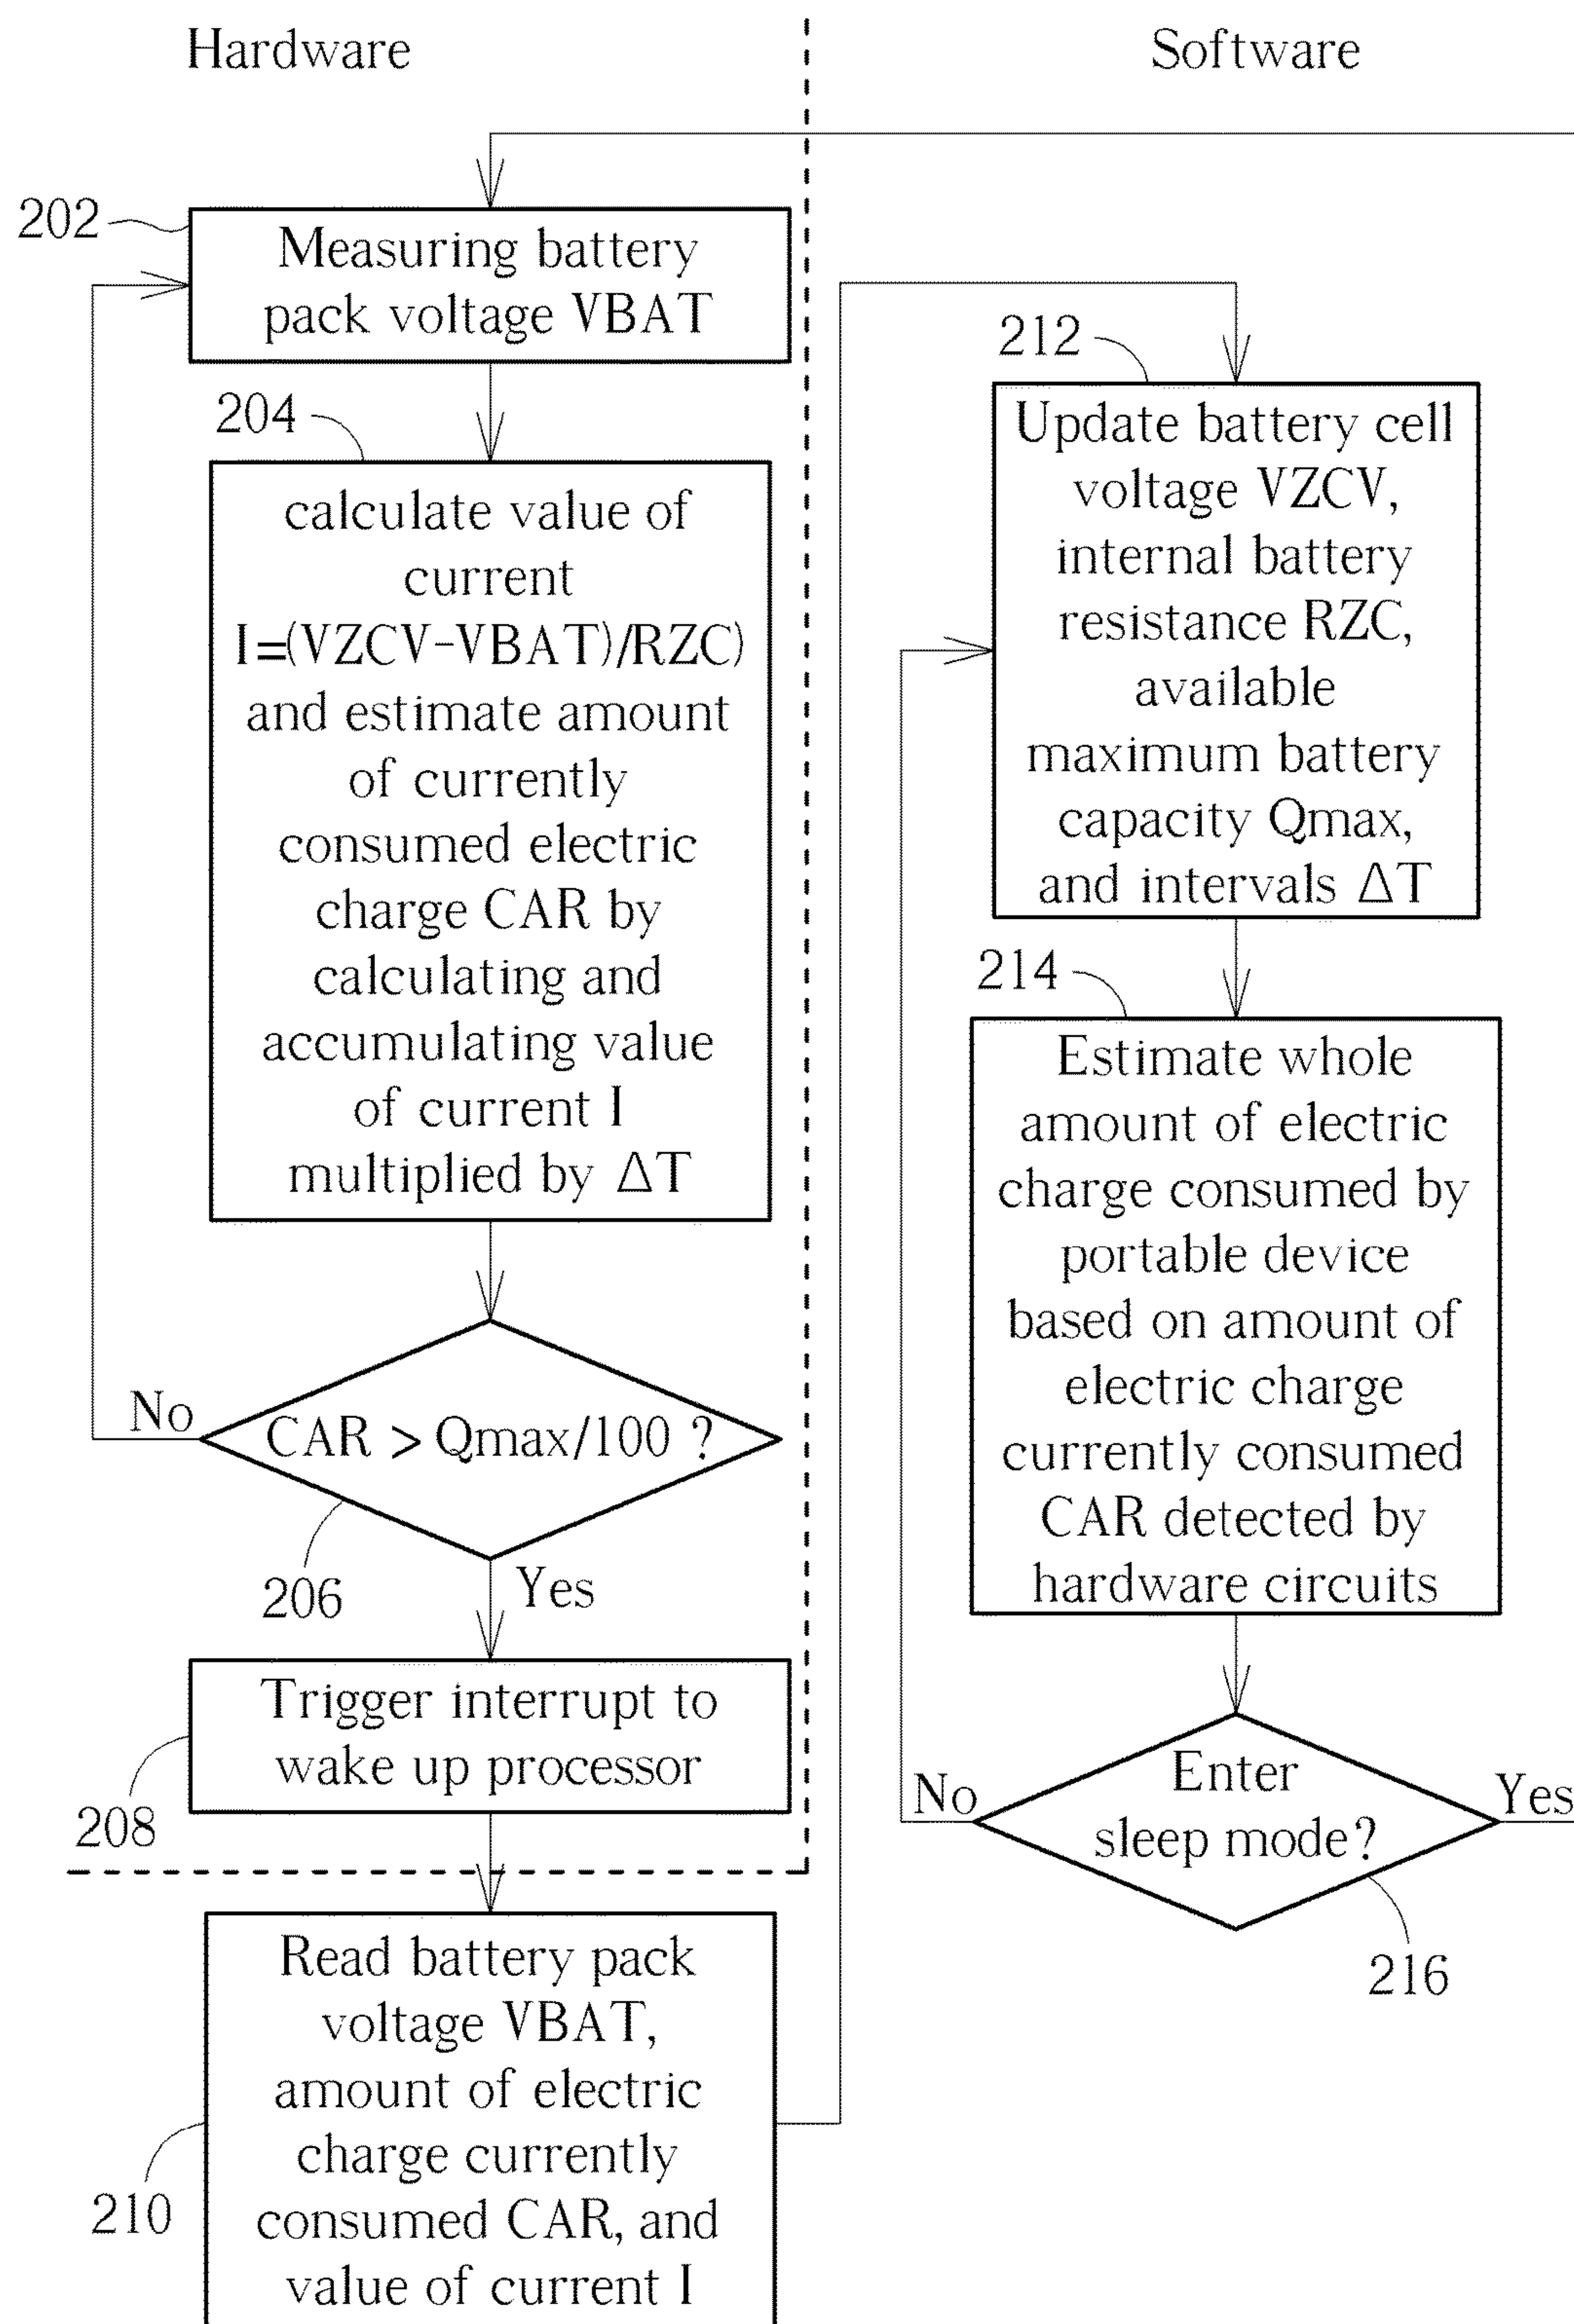 Hardware
Software
202
Measuring battery
pack voltage VBAT
204
calculate value of
current
I=(VZCV-VBAT)/RZC)
and estimate amount
of currently
consumed electric
charge CAR by
calculating and
accumulating value
of current I
multiplied by ΔT
No
CAR > Qmax/100 ?
206
Yes
Trigger interrupt to
wake up processor
208
Read battery pack
voltage VBAT,
amount of electric
charge currently
consumed CAR, and
value of current I
210
212
Update battery cell
voltage VZCV,
internal battery
resistance RZC,
available
maximum battery
capacity Qmax,
and intervals ΔT
214
Estimate whole
amount of electric
charge consumed by
portable device
based on amount of
electric charge
currently consumed
CAR detected by
hardware circuits
No
Enter
sleep mode?
Yes
216